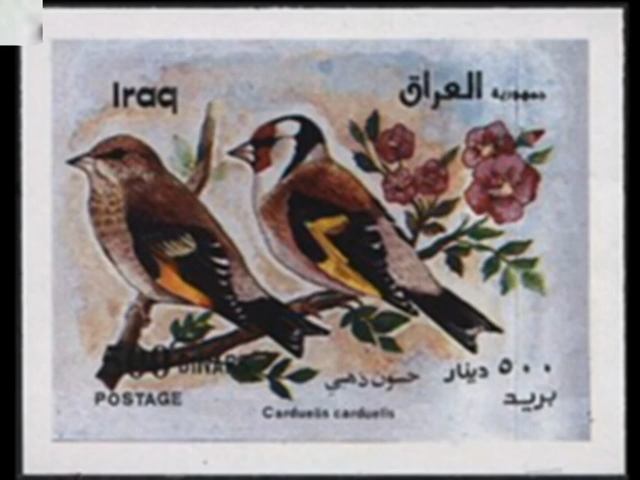 Iraq
جمهورية العراق
500 DINARS
POSTAGE
حسون ذهبي
Carduelis carduelis
٥٠٠ دينار
بريد